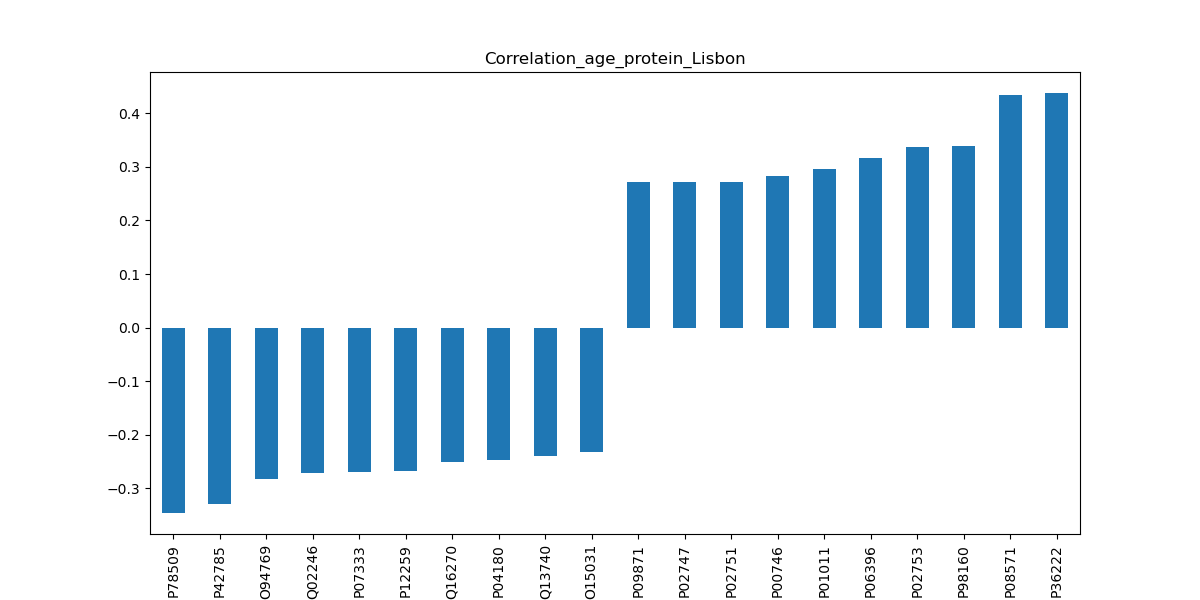 Correlation_age_protein_Lisbon
0.4
0.3
0.2
0.1
0.0
−0.1
−0.2
−0.3
P78509
P42785
O94769
Q02246
P07333
P12259
Q16270
P04180
Q13740
O15031
P09871
P02747
P02751
P00746
P01011
P06396
P02753
P98160
P08571
P36222